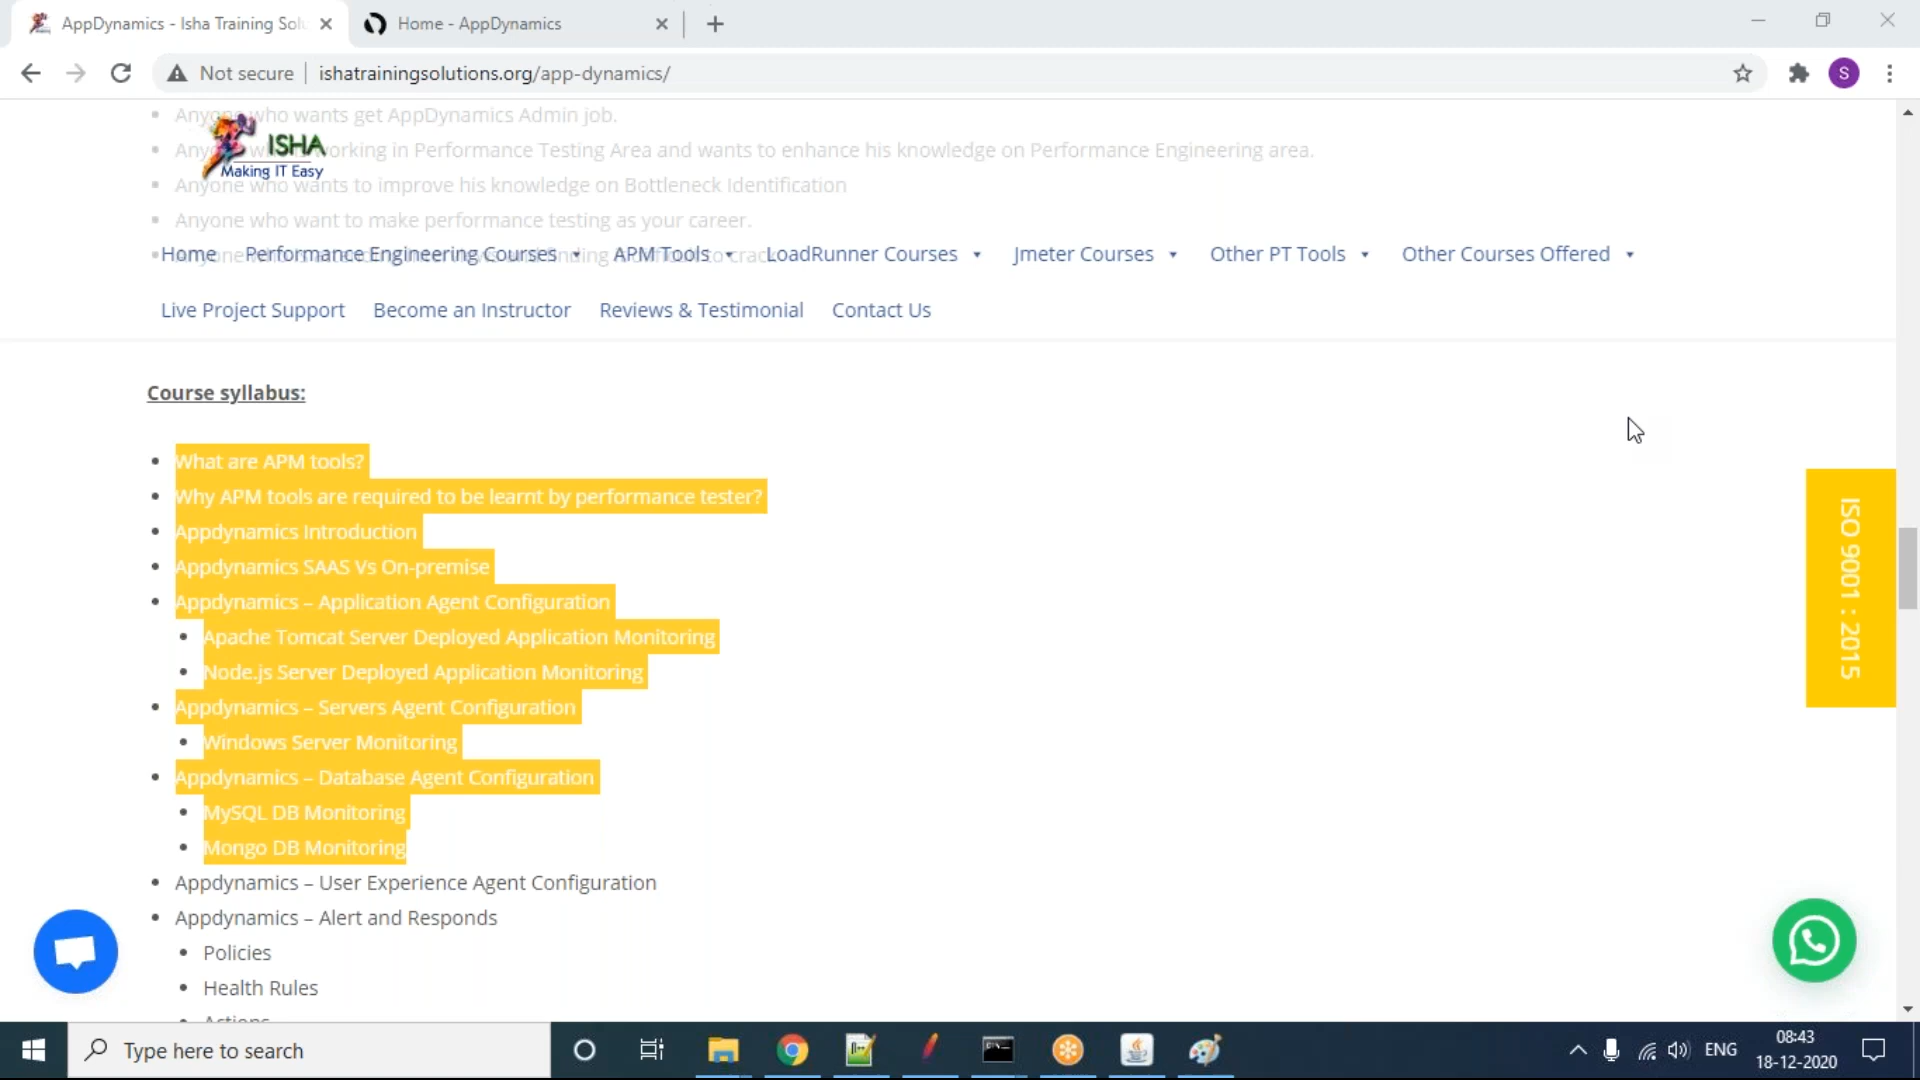 AppDynamics - Isha Training Solu
Home - AppDynamics
Not secure
ishatrainingsolutions.org/app-dynamics/
S
Anyone who wants get AppDynamics Admin job.
ISHA
Making IT Easy
working in Performance Testing Area and wants to enhance his knowledge on Performance Engineering area.
Anyone who wants to improve his knowledge on Bottleneck Identification
Anyone who want to make performance testing as your career.
Home Performance Engineering Courses APM Tools LoadRunner Courses Jmeter Courses Other PT Tools Other Courses Offered
Live Project Support Become an Instructor Reviews & Testimonial Contact Us
Course syllabus:
What are APM tools?
Why APM tools are required to be learnt by performance tester?
Appdynamics Introduction
Appdynamics SAAS Vs On-premise
Appdynamics – Application Agent Configuration
Apache Tomcat Server Deployed Application Monitoring
Node.js Server Deployed Application Monitoring
Appdynamics – Servers Agent Configuration
Windows Server Monitoring
Appdynamics – Database Agent Configuration
MySQL DB Monitoring
Mongo DB Monitoring
Appdynamics – User Experience Agent Configuration
Appdynamics – Alert and Responds
Policies
Health Rules
Actions
ISO 9001 : 2015
Type here to search
ENG
08:43
18-12-2020